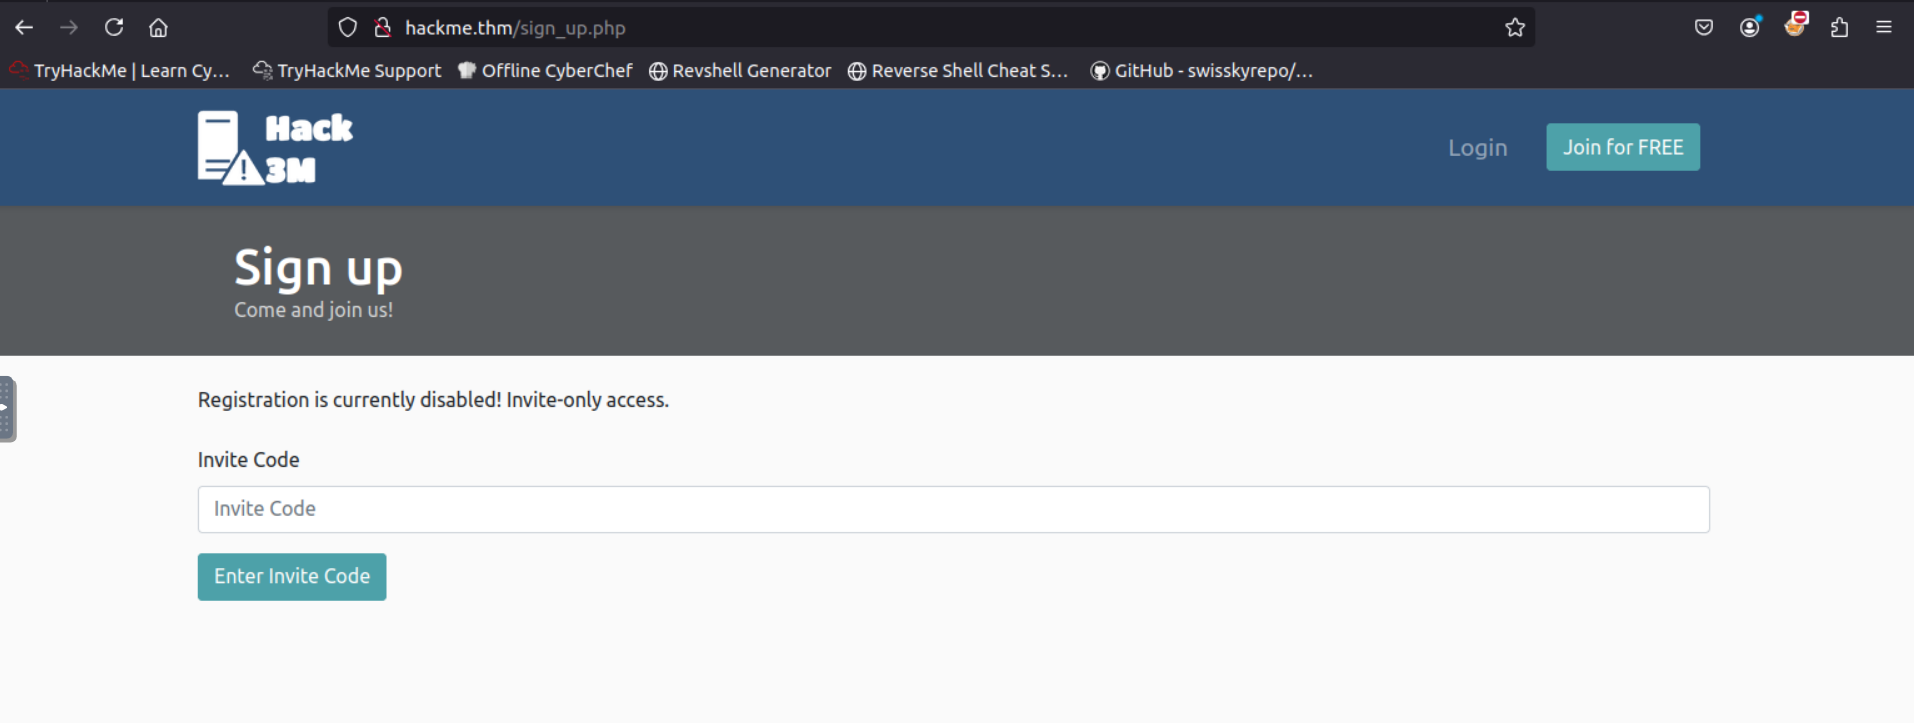 hackme.thm/sign_up.php
TryHackMe | Learn Cy... TryHackMe Support Offline CyberChef Revshell Generator Reverse Shell Cheat S... GitHub - swisskyrepo/...
Hack
3M
Login Join for FREE
Sign up
Come and join us!
Registration is currently disabled! Invite-only access.
Invite Code
Invite Code
Enter Invite Code